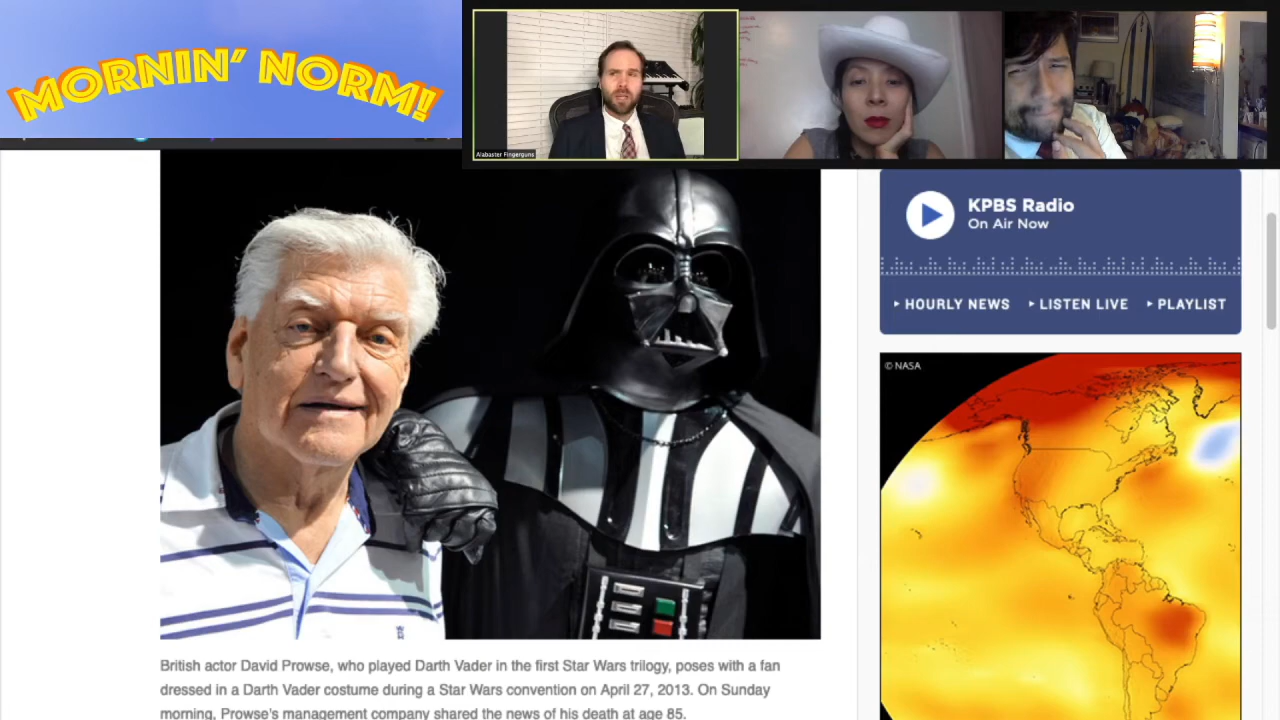 MORNIN' NORM!
Alabaster Fingerguns
KPBS Radio
On Air Now
HOURLY NEWS LISTEN LIVE PLAYLIST
© NASA
British actor David Prowse, who played Darth Vader in the first Star Wars trilogy, poses with a fan
dressed in a Darth Vader costume during a Star Wars convention on April 27, 2013. On Sunday
morning, Prowse's management company shared the news of his death at age 85.